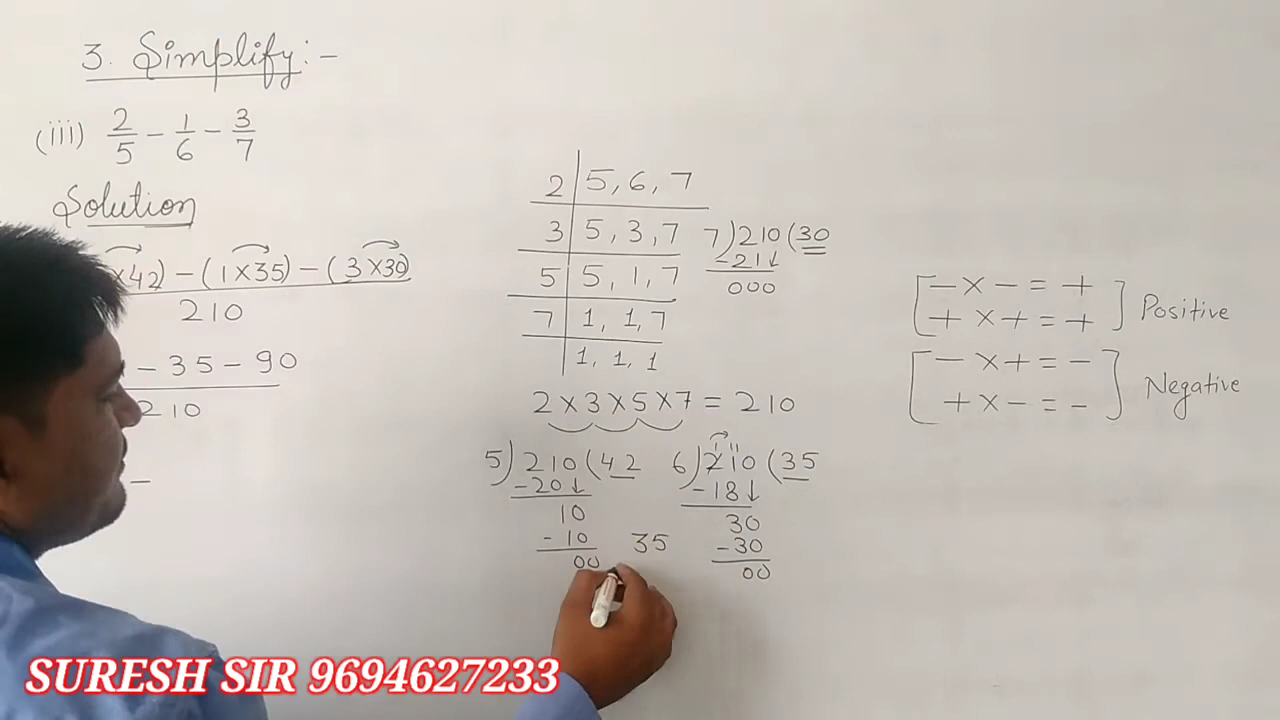 3. Simplify:-
(iii) 2/5 - 1/6 - 3/7
Solution
×42) - (1×35) - (3×30)
210
- 35 - 90
210
-
2 | 5, 6, 7
3 | 5, 3, 7
5 | 5, 1, 7
7 | 1, 1, 7
1, 1, 1
7)210(30
-21↓
000
2×3×5×7 = 210
5)210(42
-20↓
10
-10
00
35
1 11
6)210(35
-18↓
30
-30
00
- × - = +
+ × + = +
Positive
- × + = -
+ × - = -
Negative
SURESH SIR 9694627233